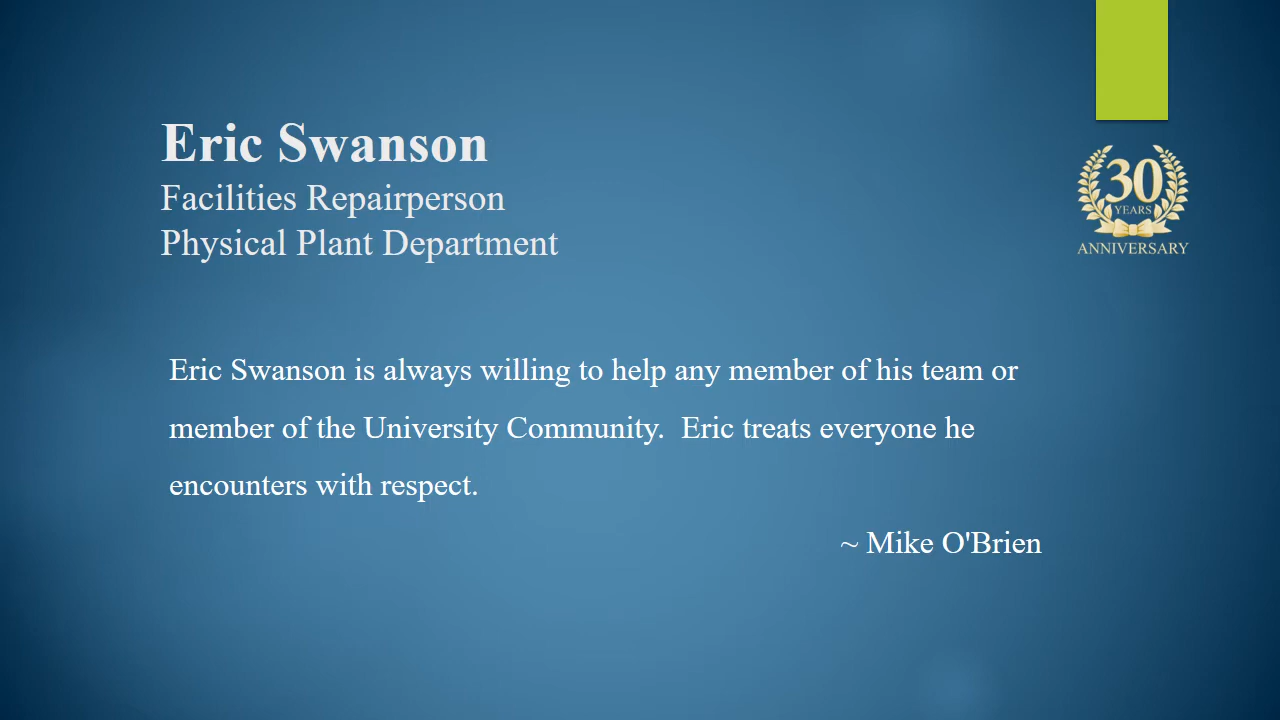 Eric Swanson
Facilities Repairperson
Physical Plant Department
30
YEARS
ANNIVERSARY
Eric Swanson is always willing to help any member of his team or
member of the University Community.  Eric treats everyone he
encounters with respect.
~ Mike O'Brien